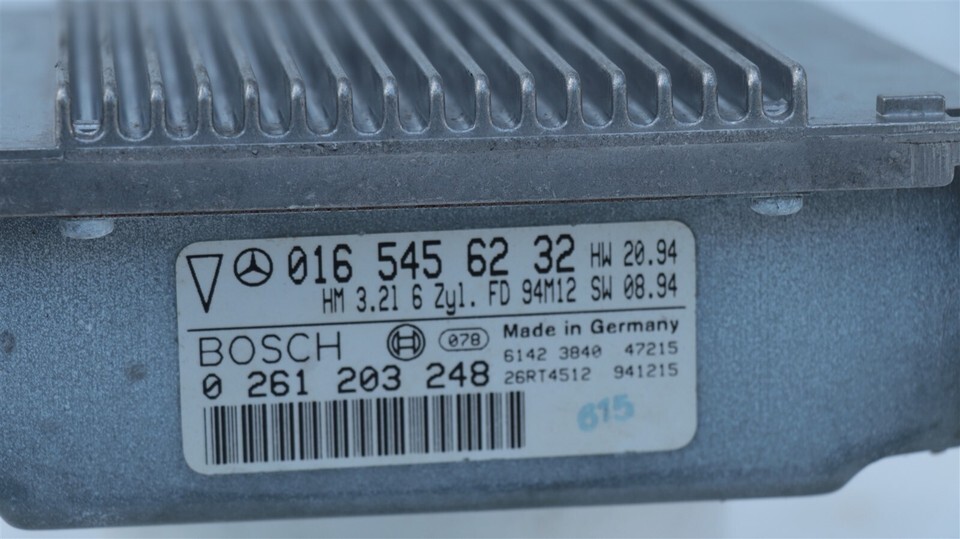 016 545 62 32 HW 20.94
HM 3.2l 6 Zyl. FD 94M12 SW 08.94
BOSCH 078 Made in Germany
6142 3840 47215
0 261 203 248 26RT4512 941215
615